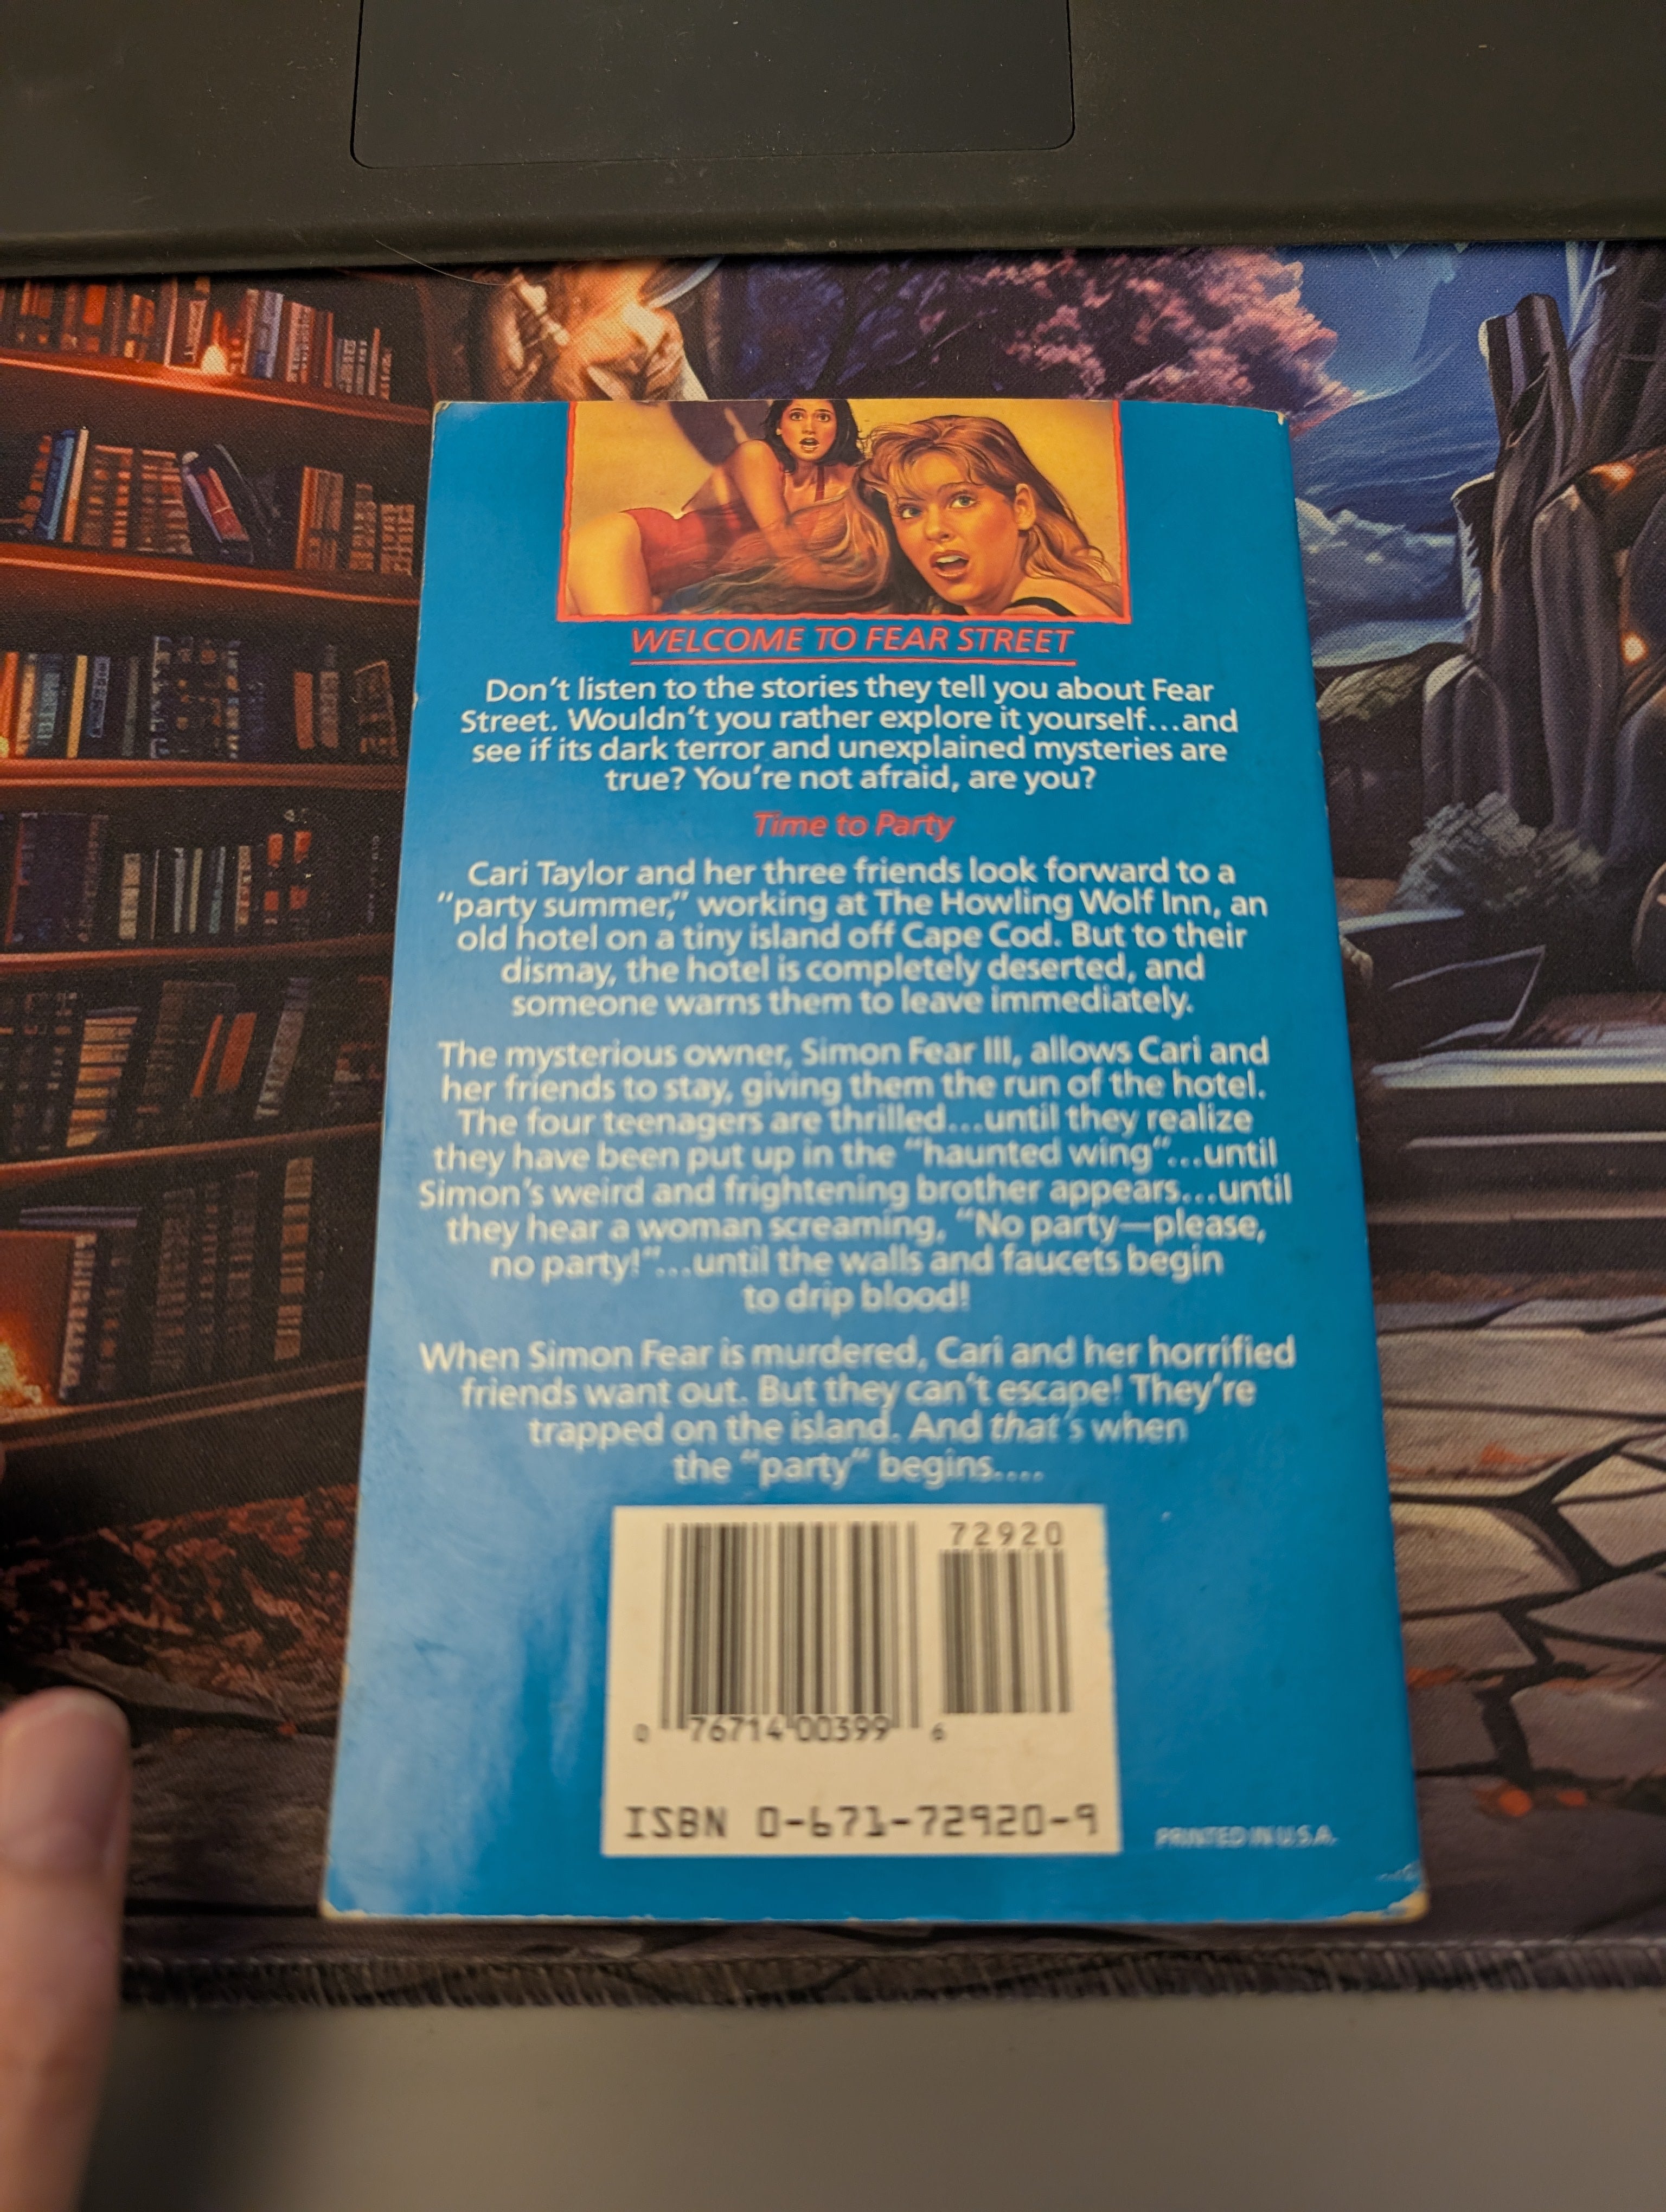 WELCOME TO FEAR STREET
Don't listen to the stories they tell you about Fear
Street. Wouldn't you rather explore it yourself...and
see if its dark terror and unexplained mysteries are
true? You're not afraid, are you?
Time to Party
Cari Taylor and her three friends look forward to a
“party summer,” working at The Howling Wolf Inn, an
old hotel on a tiny island off Cape Cod. But to their
dismay, the hotel is completely deserted, and
someone warns them to leave immediately.
The mysterious owner, Simon Fear III, allows Cari and
her friends to stay, giving them the run of the hotel.
The four teenagers are thrilled...until they realize
they have been put up in the “haunted wing”...until
Simon's weird and frightening brother appears...until
they hear a woman screaming, “No party—please,
no party!”...until the walls and faucets begin
to drip blood!
When Simon Fear is murdered, Cari and her horrified
friends want out. But they can't escape! They're
trapped on the island. And that's when
the “party” begins....
72920
0 76714 00399 6
ISBN 0-671-72920-9
PRINTED IN U.S.A.